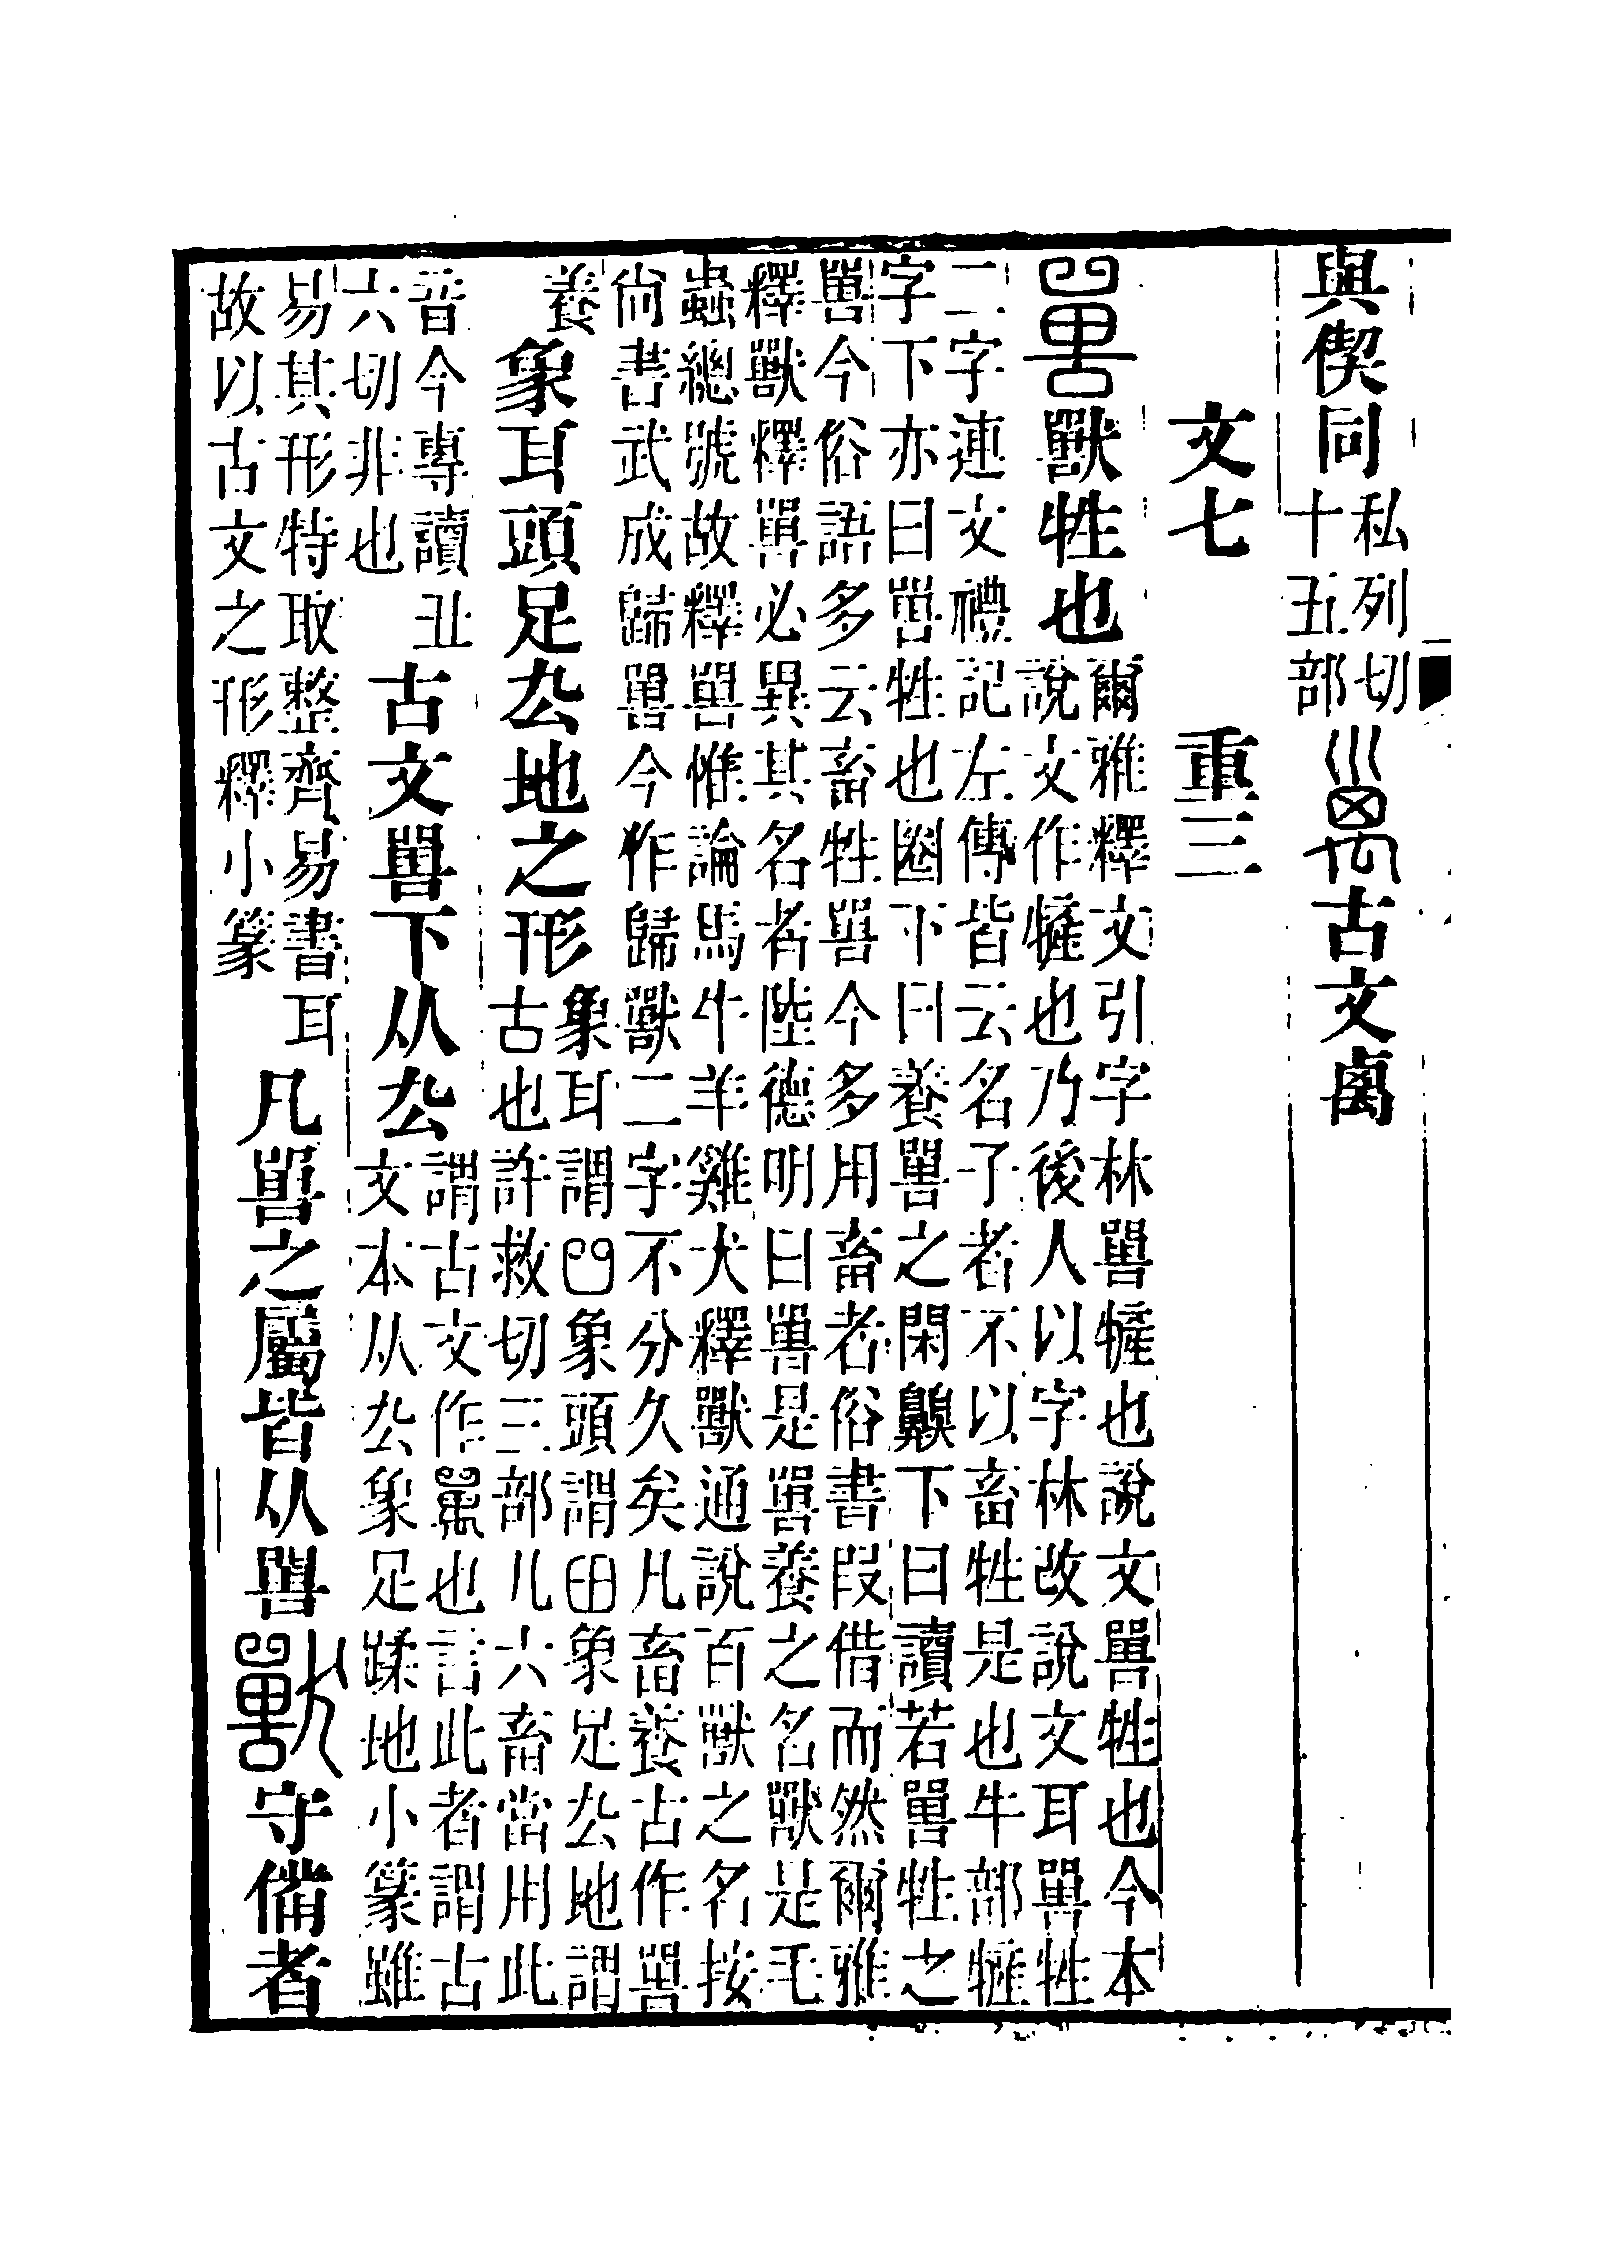 與偰同
私列切
十五部
古文禼
文七 重三
嘼獸牲也
爾雅釋文引字林嘼㹌也說文嘼牲也今本
說文作㹌也乃後人以字林改說文耳嘼牲
二字連文禮記左傳皆云名子者不以畜牲是也牛部㹌
字下亦曰嘼牲也圈下曰養嘼之閑䶑下曰讀若嘼牲之
嘼今俗語多云畜牲嘼今多用畜者俗書叚借而然爾雅
釋獸釋嘼必異其名者陸德明曰嘼是嘼養之名獸是毛
蟲總號故釋嘼惟論馬牛羊雞犬釋獸通說百獸之名按
尙書武成歸嘼今作歸獸二字不分久矣凡畜養古作嘼
養
象耳頭足厹地之形
象耳謂凹象頭謂田象足厹地謂
古也許救切三部凡六畜當用此
昔今專讀丑
六切非也
古文嘼下从厹
謂古文作也言此者謂古
文本从厹象足蹂地小篆雖
易其形特取整齊易書耳
故以古文之形釋小篆
凡嘼之屬皆从嘼獸守備者